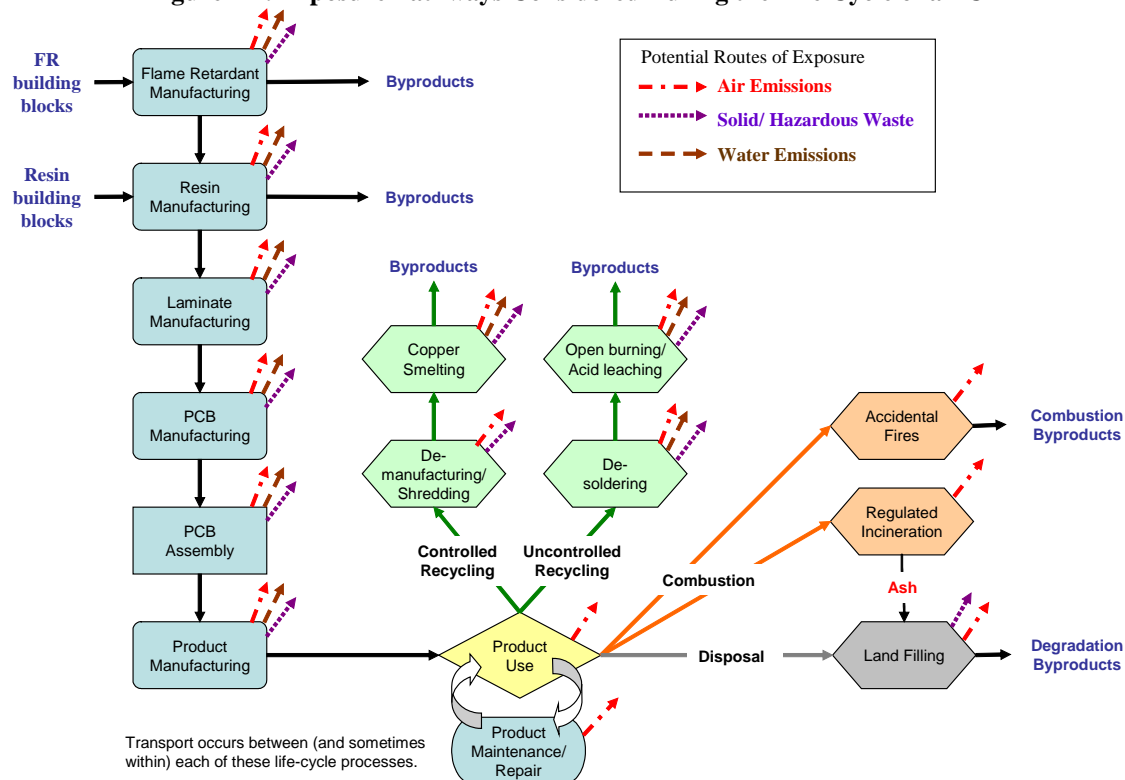 FR
building
blocks
Flame Retardant
Manufacturing
Byproducts
Potential Routes of Exposure
Air Emissions
Solid/ Hazardous Waste
Water Emissions
Resin
building
blocks
Resin
Manufacturing
Byproducts
Laminate
Manufacturing
Byproducts
Byproducts
Copper
Smelting
Open burning/
Acid leaching
PCB
Manufacturing
De-
manufacturing/
Shredding
De-
soldering
Accidental
Fires
Combustion
Byproducts
PCB
Assembly
Controlled
Recycling
Uncontrolled
Recycling
Combustion
Regulated
Incineration
Ash
Product
Manufacturing
Product
Use
Disposal
Land Filling
Degradation
Byproducts
Product
Maintenance/
Repair
Transport occurs between (and sometimes
within) each of these life-cycle processes.